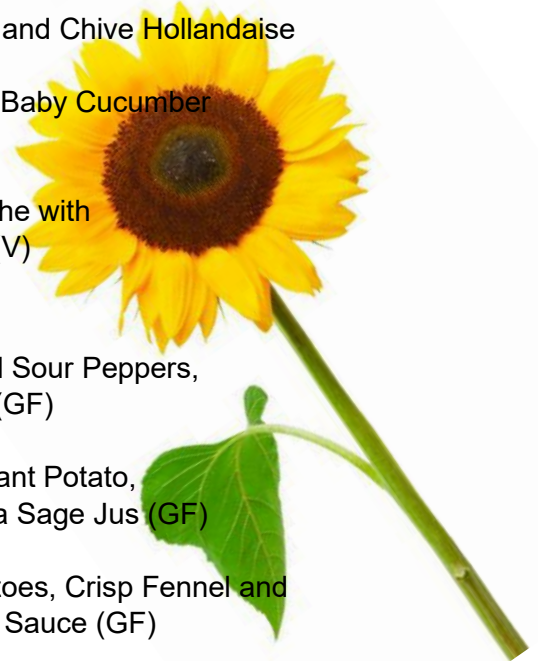 and Chive Hollandaise
Baby Cucumber
he with
V)
l Sour Peppers,
(GF)
ant Potato,
a Sage Jus (GF)
toes, Crisp Fennel and
Sauce (GF)